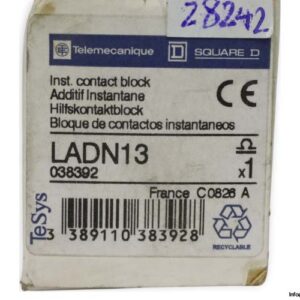 28242
Telemecanique
SQUARE D
Inst. contact block
Additif Instantane
Hilfskontaktblock
Bloque de contactos instantaneos
CE
LADN13
038392
x1
France C0826 A
TeSys
3 389110 383928
RECYCLABLE